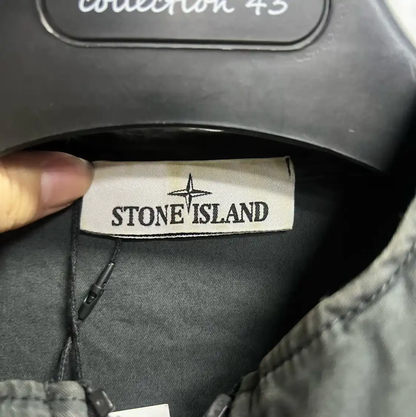 collection 43
STONE ISLAND